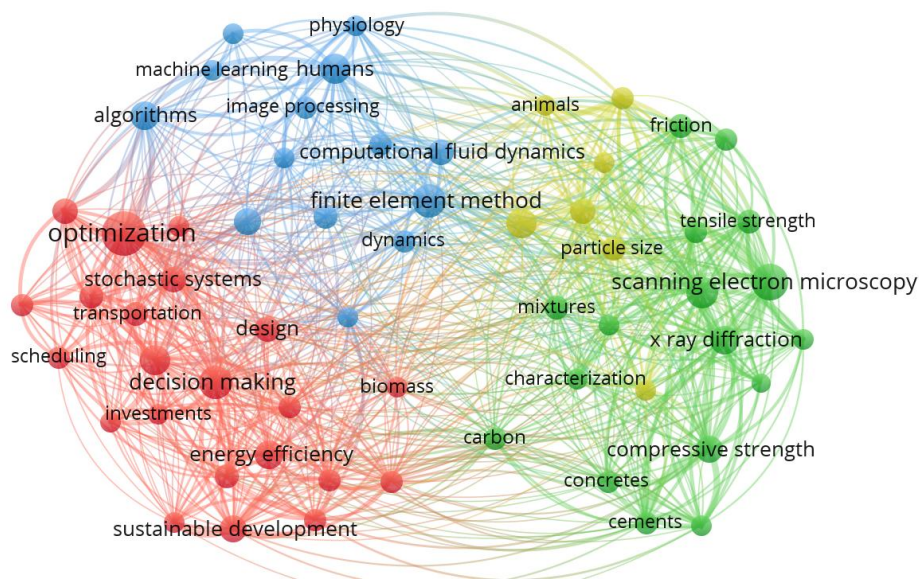 physiology
machine learning
humans
algorithms
image processing
animals
friction
computational fluid dynamics
finite element method
tensile strength
optimization
dynamics
particle size
stochastic systems
scanning electron microscopy
transportation
design
mixtures
x ray diffraction
scheduling
decision making
biomass
characterization
investments
carbon
energy efficiency
compressive strength
concretes
sustainable development
cements